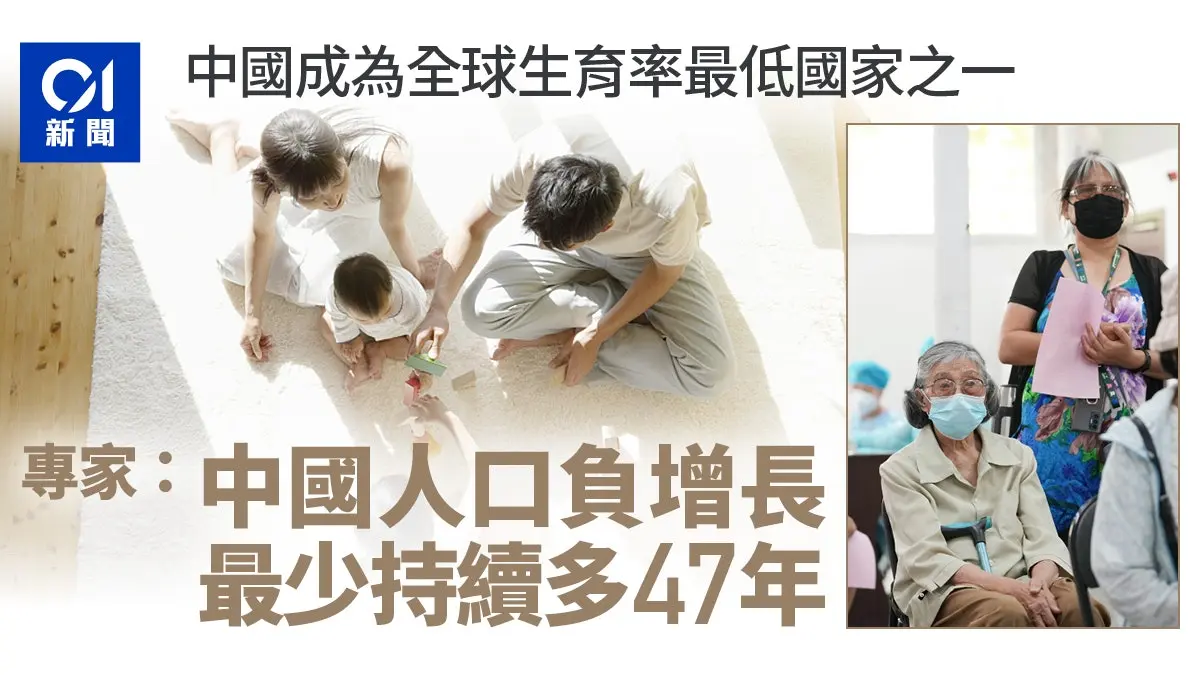 01
新聞
中國成為全球生育率最低國家之一
專家：
中國人口負增長
最少持續多47年